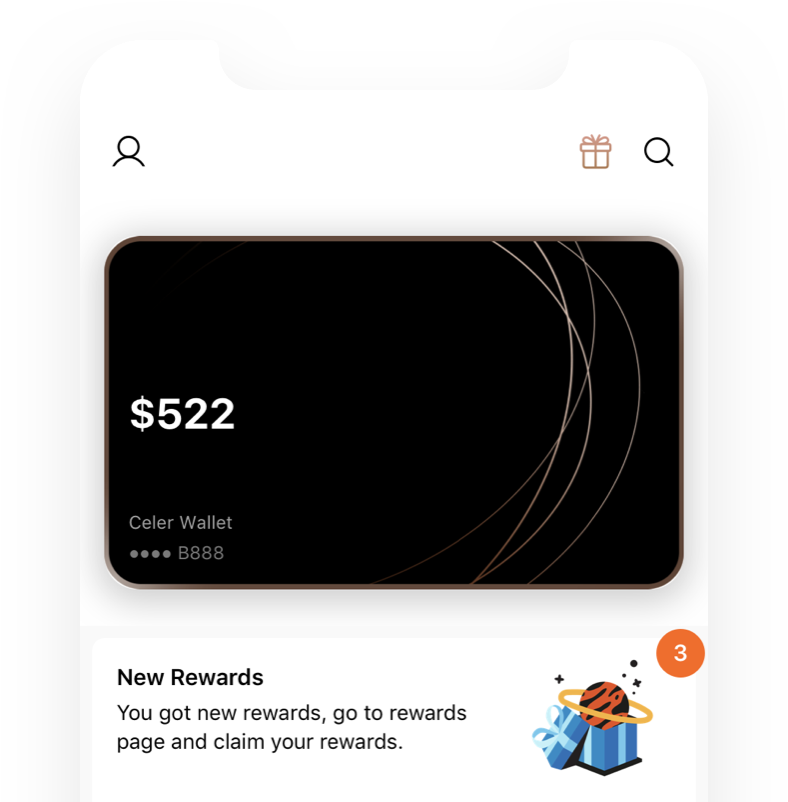 $522
Celer Wallet
●●●● B888
3
New Rewards
You got new rewards, go to rewards
page and claim your rewards.